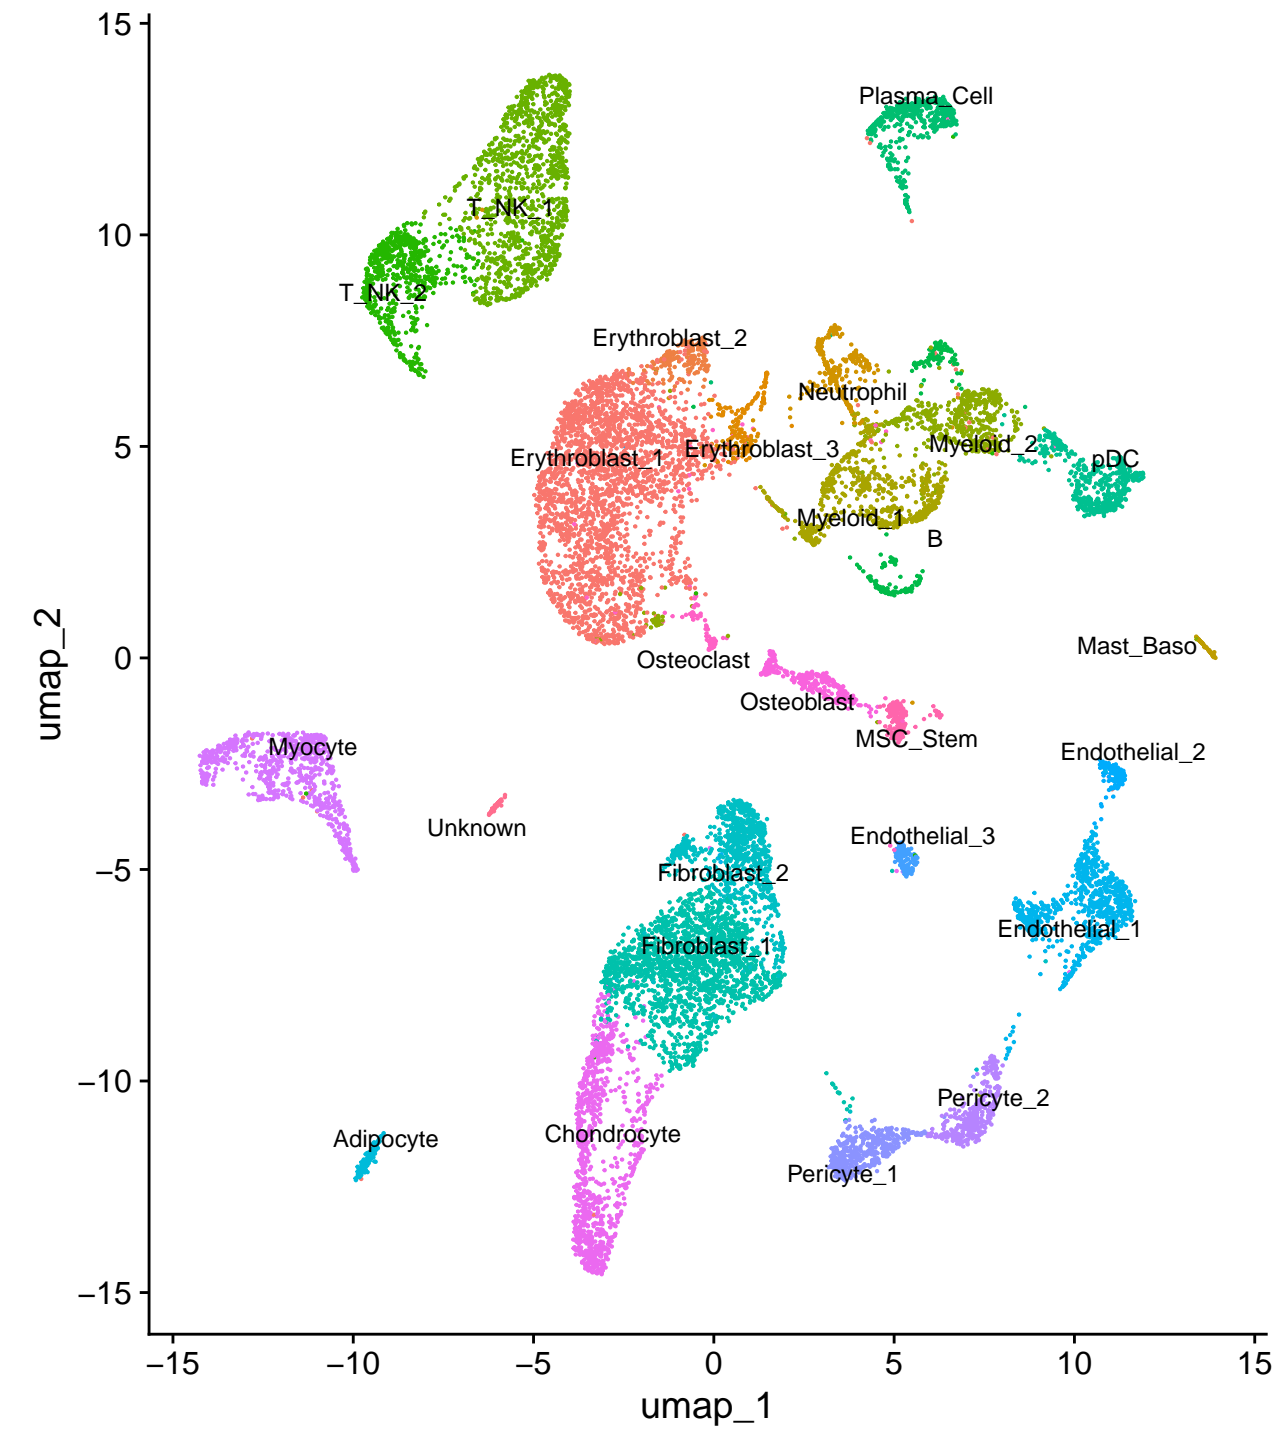 15
Plasma_Cell
T_NK_1
10
T_NK_2
Erythroblast_2
Neutrophil
5
Erythroblast_3
Myeloid_2
Erythroblast_1
pDC
Myeloid_1
B
umap_2
0
Osteoclast
Mast_Baso
Osteoblast
MSC_Stem
Myocyte
Endothelial_2
Unknown
Endothelial_3
−5
Fibroblast_2
Endothelial_1
Fibroblast_1
−10
Pericyte_2
Adipocyte
Chondrocyte
Pericyte_1
−15
−15 −10 −5 0 5 10 15
umap_1